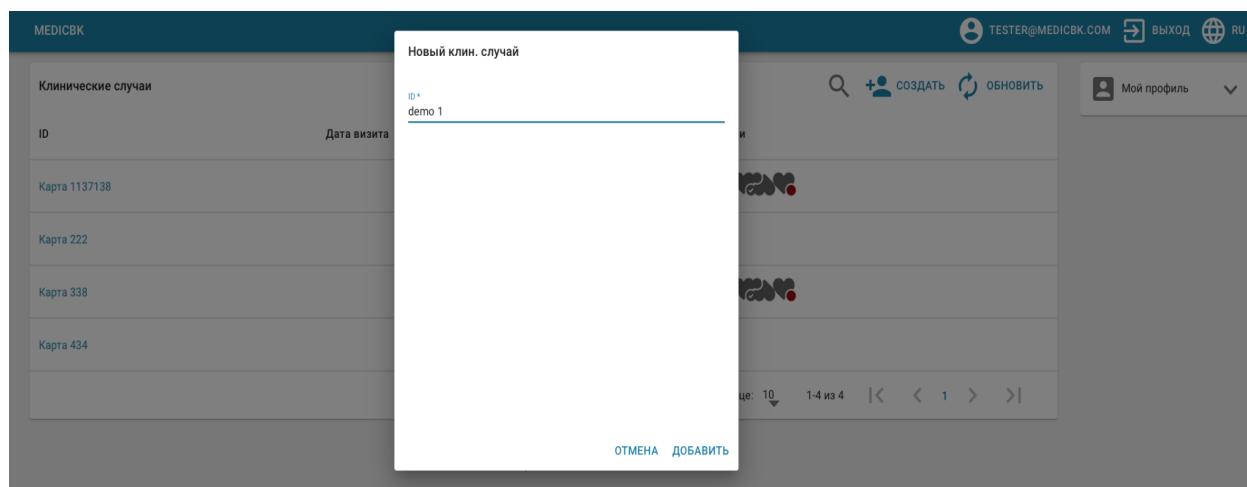 MEDICBK
TESTER@MEDICBK.COM
ВЫХОД
RU
Новый клин. случай
Клинические случаи
СОЗДАТЬ
ОБНОВИТЬ
Мой профиль
ID *
demo 1
ID
Дата визита
и
Карта 1137138
Карта 222
Карта 338
Карта 434
це: 10
1-4 из 4
1
ОТМЕНА ДОБАВИТЬ